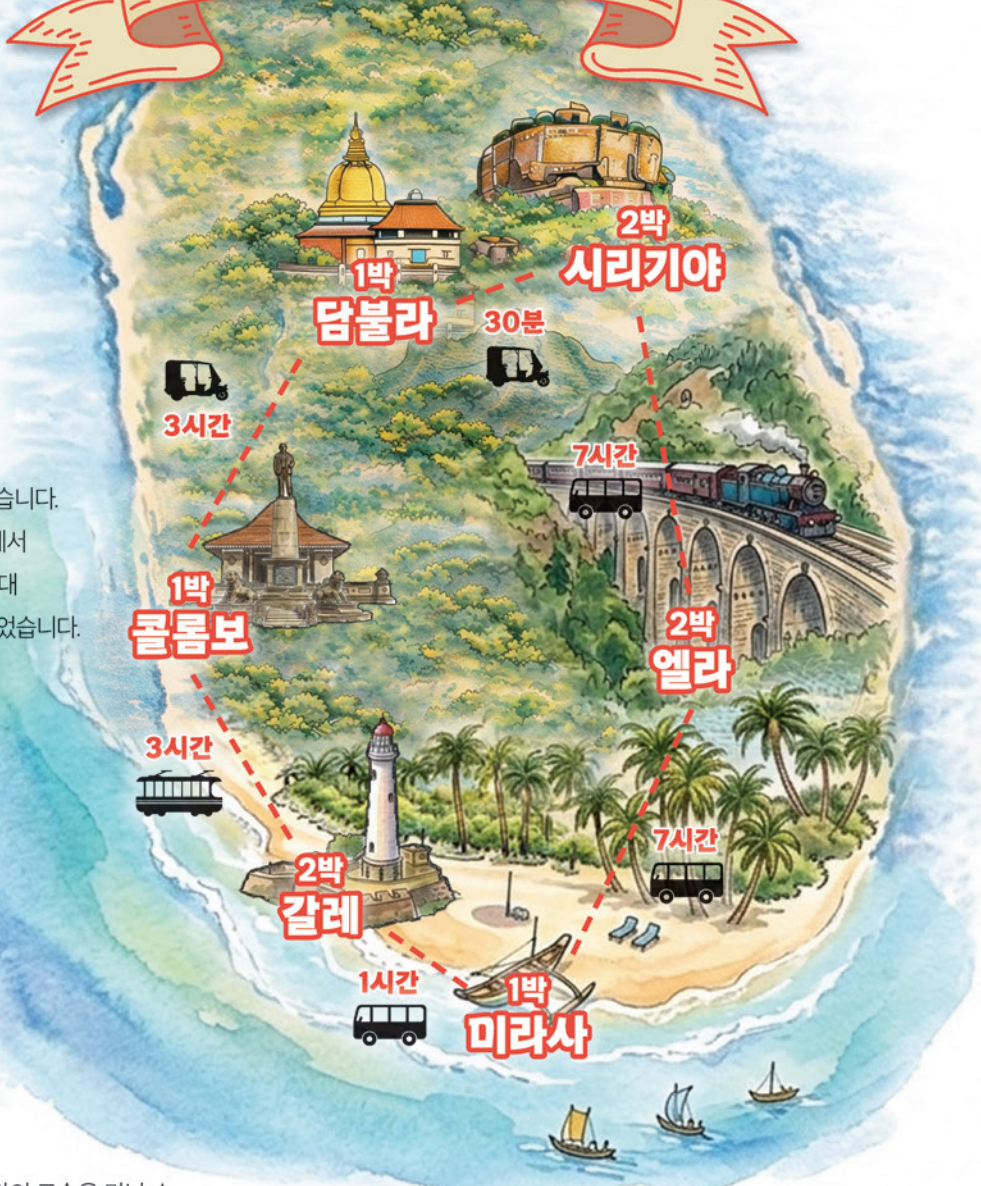 2박
시리기야
1박
담불라
30분
3시간
7시간
습니다.
에서
대
었습니다.
1박
콜롬보
2박
엘라
3시간
7시간
2박
갈레
1시간
1박
미라사